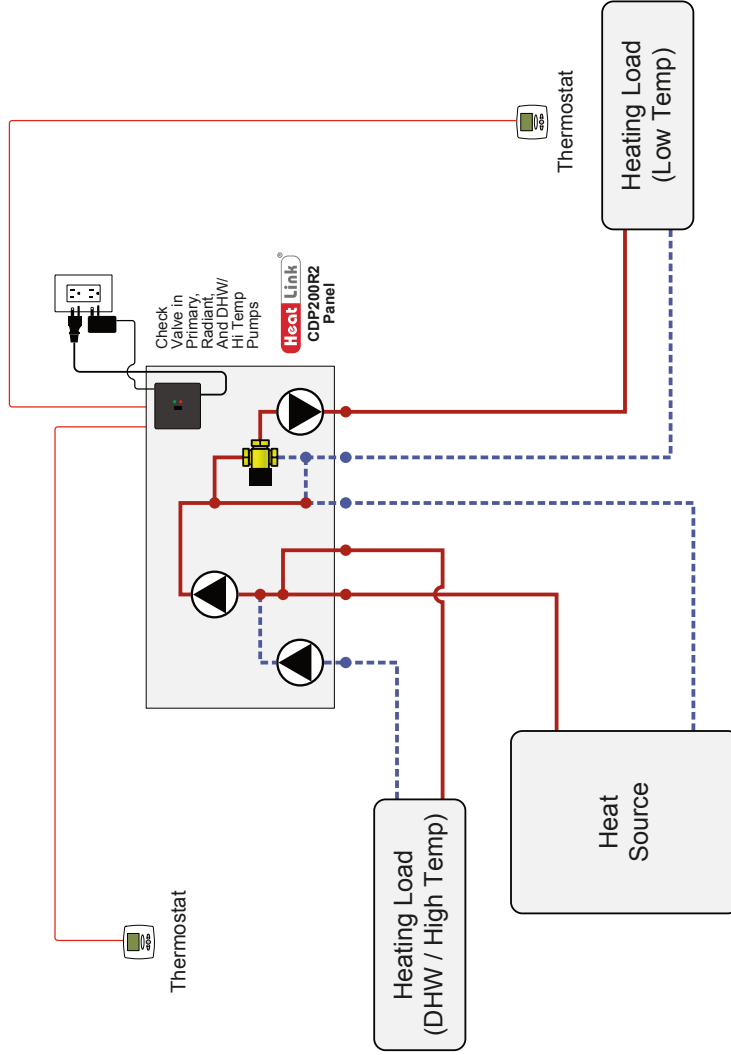 Thermostat
Check
Valve in
Primary,
Radiant,
And DHW/
Hi Temp
Pumps
Heat Link®
CDP200R2
Panel
Thermostat
Heating Load
(DHW / High Temp)
Heat
Source
Heating Load
(Low Temp)